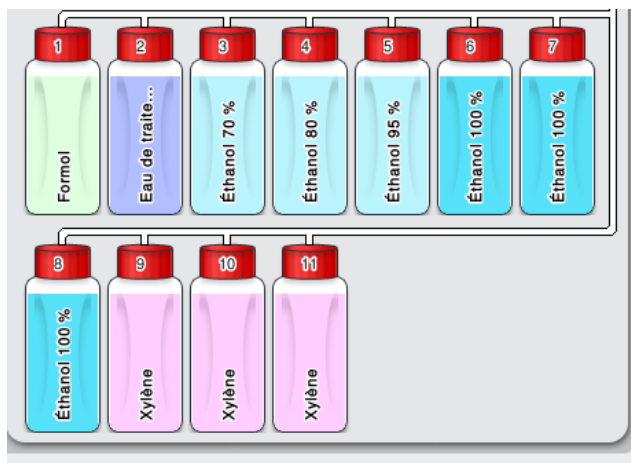 1 2 3 4 5 6 7
Formol
Eau de traite...
Éthanol 70 %
Éthanol 80 %
Éthanol 95 %
Éthanol 100 %
Éthanol 100 %
8 9 10 11
Éthanol 100 %
Xylène
Xylène
Xylène